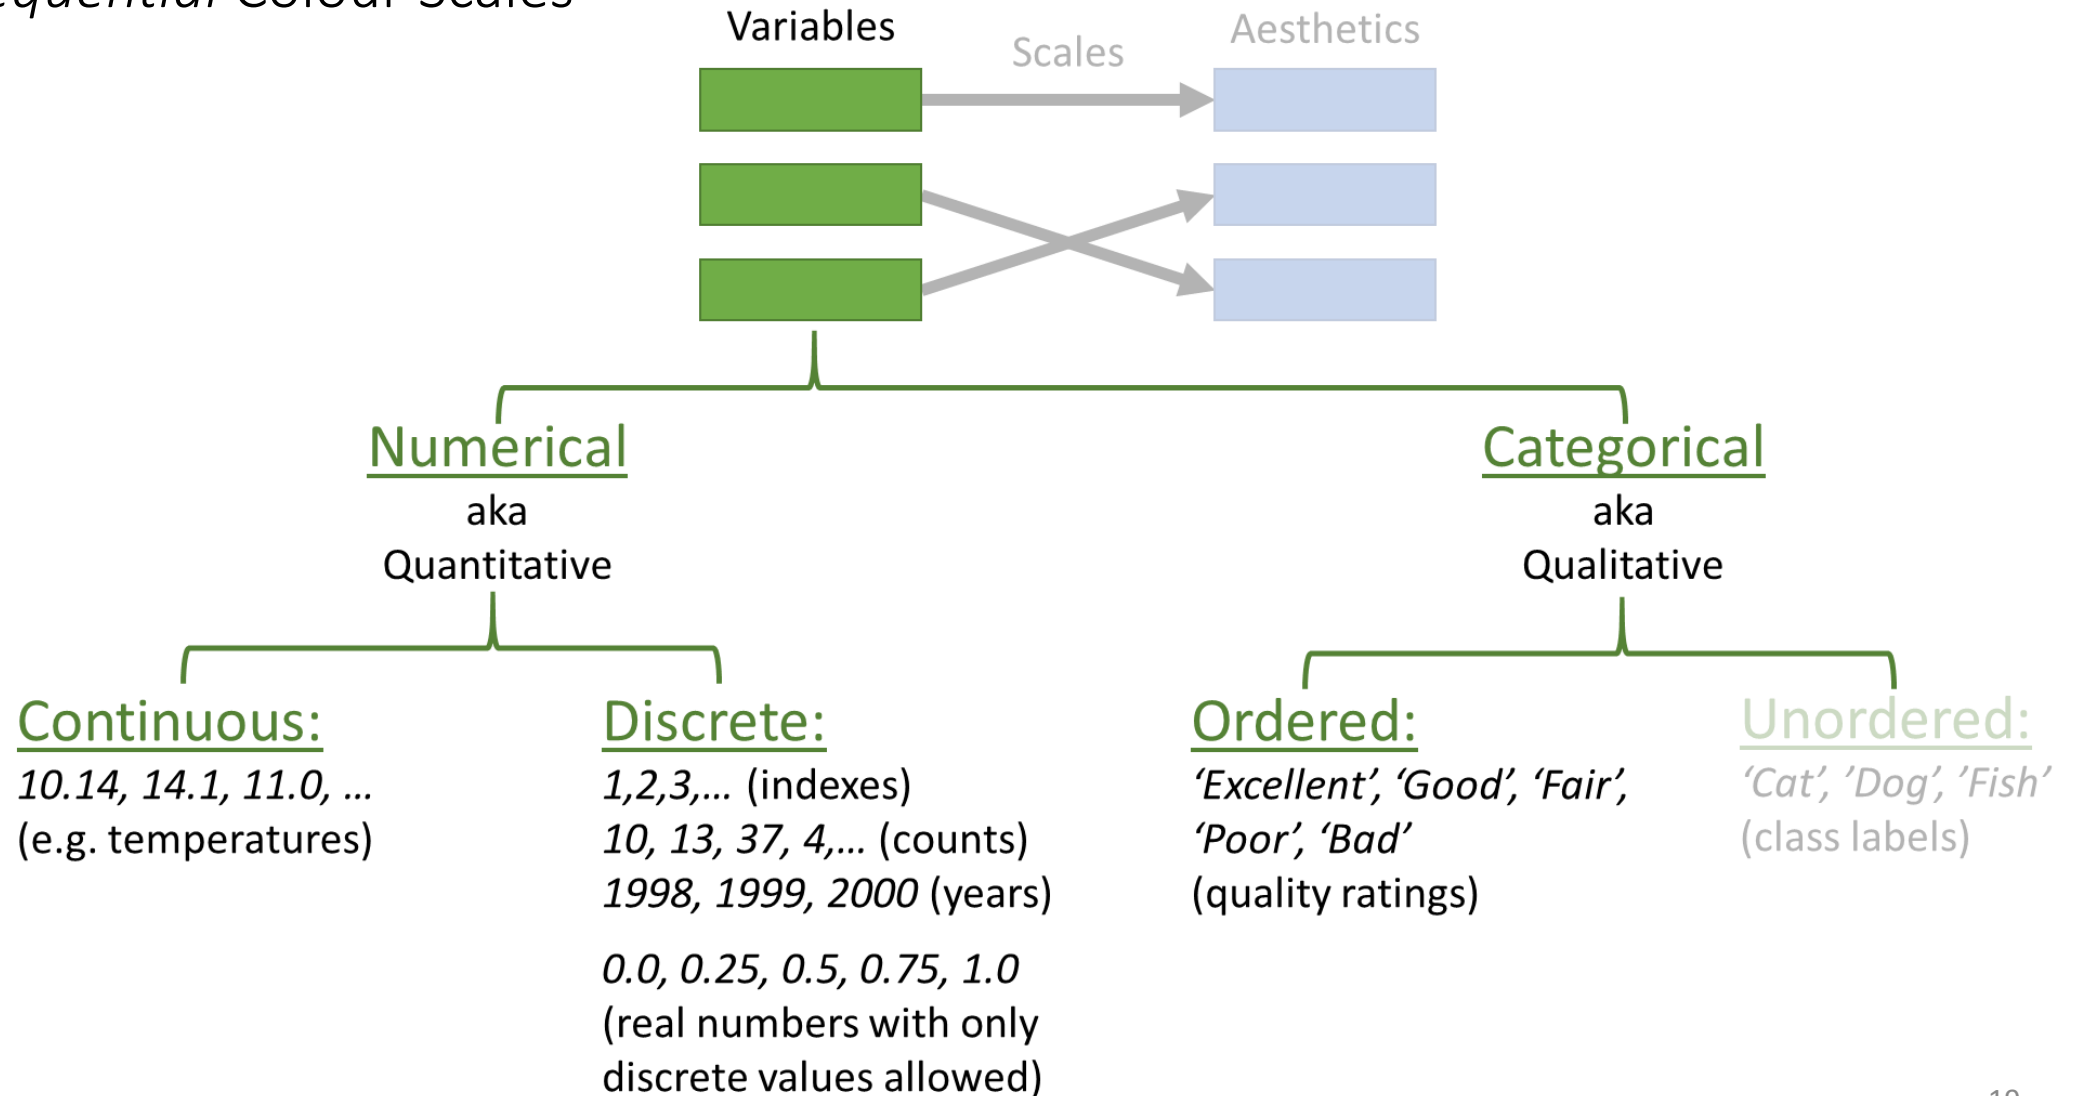 Colour Scales
Variables
Scales
Aesthetics
Numerical
aka
Quantitative
Categorical
aka
Qualitative
Continuous:
10.14, 14.1, 11.0, ...
(e.g. temperatures)
Discrete:
1,2,3,... (indexes)
10, 13, 37, 4,... (counts)
1998, 1999, 2000 (years)
0.0, 0.25, 0.5, 0.75, 1.0
(real numbers with only
discrete values allowed)
Ordered:
‘Excellent’, ‘Good’, ‘Fair’,
‘Poor’, ‘Bad’
(quality ratings)
Unordered:
‘Cat’, ’Dog’, ’Fish’
(class labels)